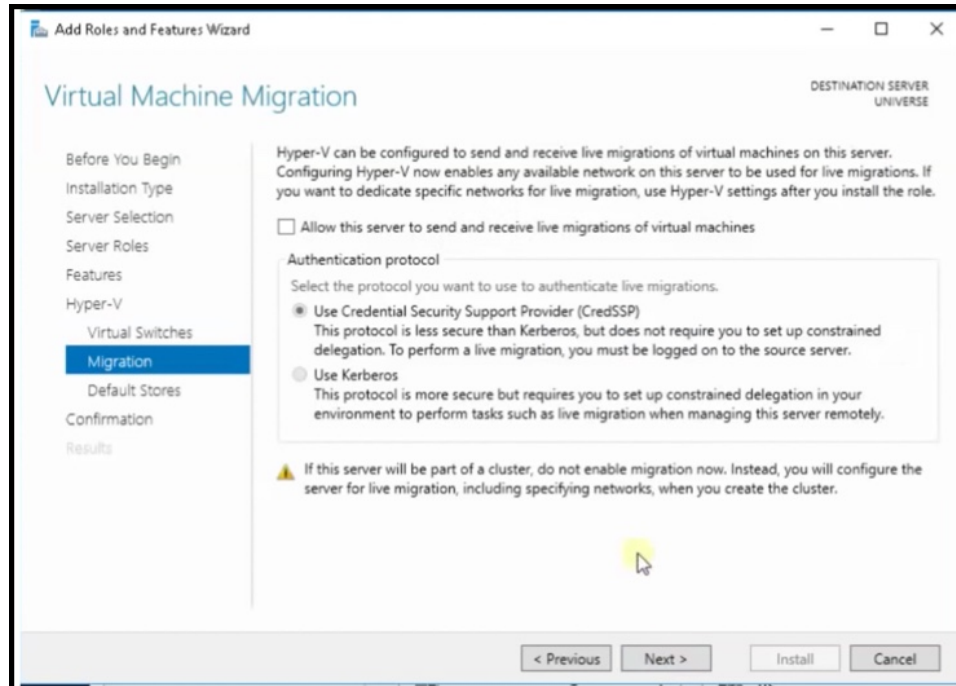 Add Roles and Features Wizard
Virtual Machine Migration
DESTINATION SERVER
UNIVERSE
Before You Begin
Installation Type
Server Selection
Server Roles
Features
Hyper-V
Virtual Switches
Migration
Default Stores
Confirmation
Results
Hyper-V can be configured to send and receive live migrations of virtual machines on this server.
Configuring Hyper-V now enables any available network on this server to be used for live migrations. If
you want to dedicate specific networks for live migration, use Hyper-V settings after you install the role.
Allow this server to send and receive live migrations of virtual machines
Authentication protocol
Select the protocol you want to use to authenticate live migrations.
Use Credential Security Support Provider (CredSSP)
This protocol is less secure than Kerberos, but does not require you to set up constrained
delegation. To perform a live migration, you must be logged on to the source server.
Use Kerberos
This protocol is more secure but requires you to set up constrained delegation in your
environment to perform tasks such as live migration when managing this server remotely.
If this server will be part of a cluster, do not enable migration now. Instead, you will configure the
server for live migration, including specifying networks, when you create the cluster.
< Previous
Next >
Install
Cancel